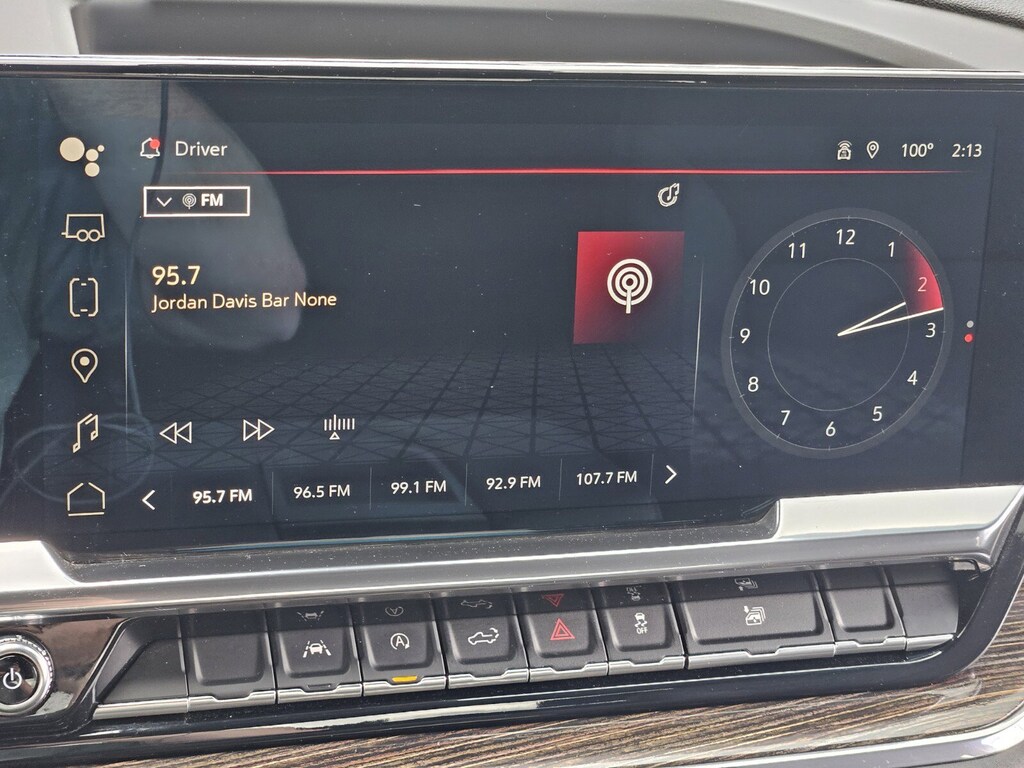 Driver
100° 2:13
FM
95.7
Jordan Davis Bar None
12
1
2
3
4
5
6
7
8
9
10
11
95.7 FM
96.5 FM
99.1 FM
92.9 FM
107.7 FM
A
OFF